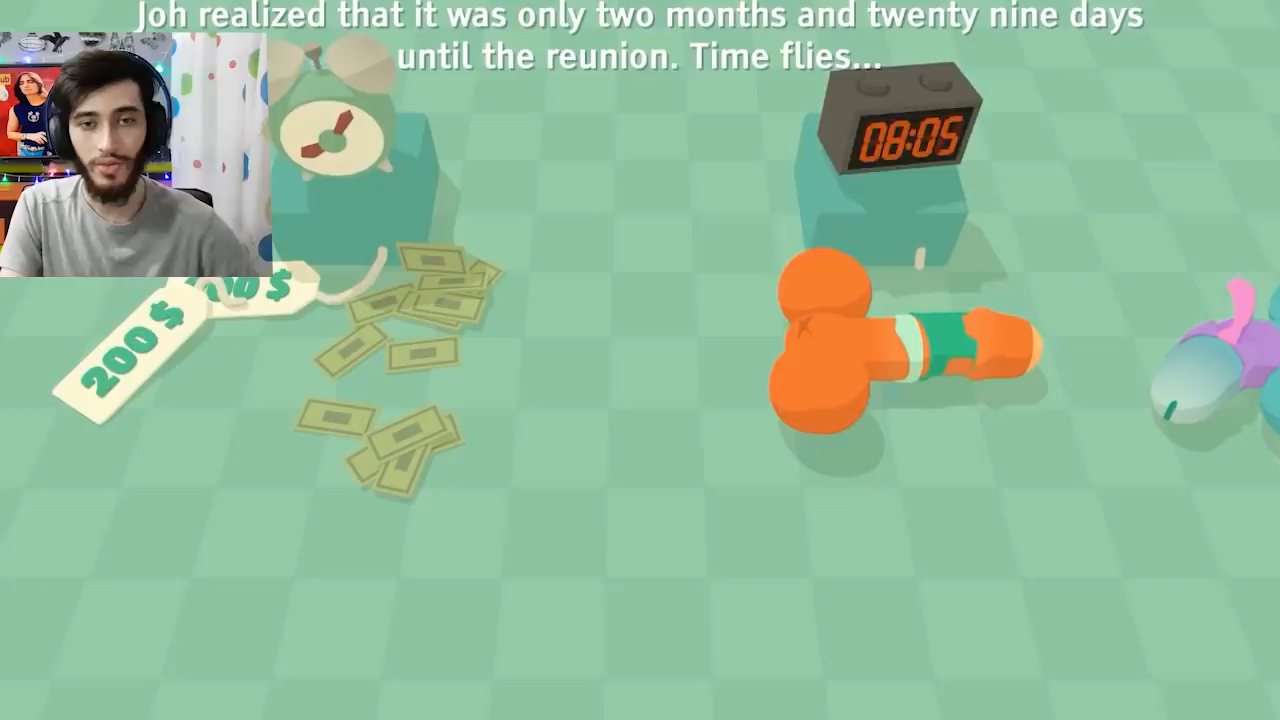 Joh realized that it was only two months and twenty nine days
until the reunion. Time flies...
08:05
200 $